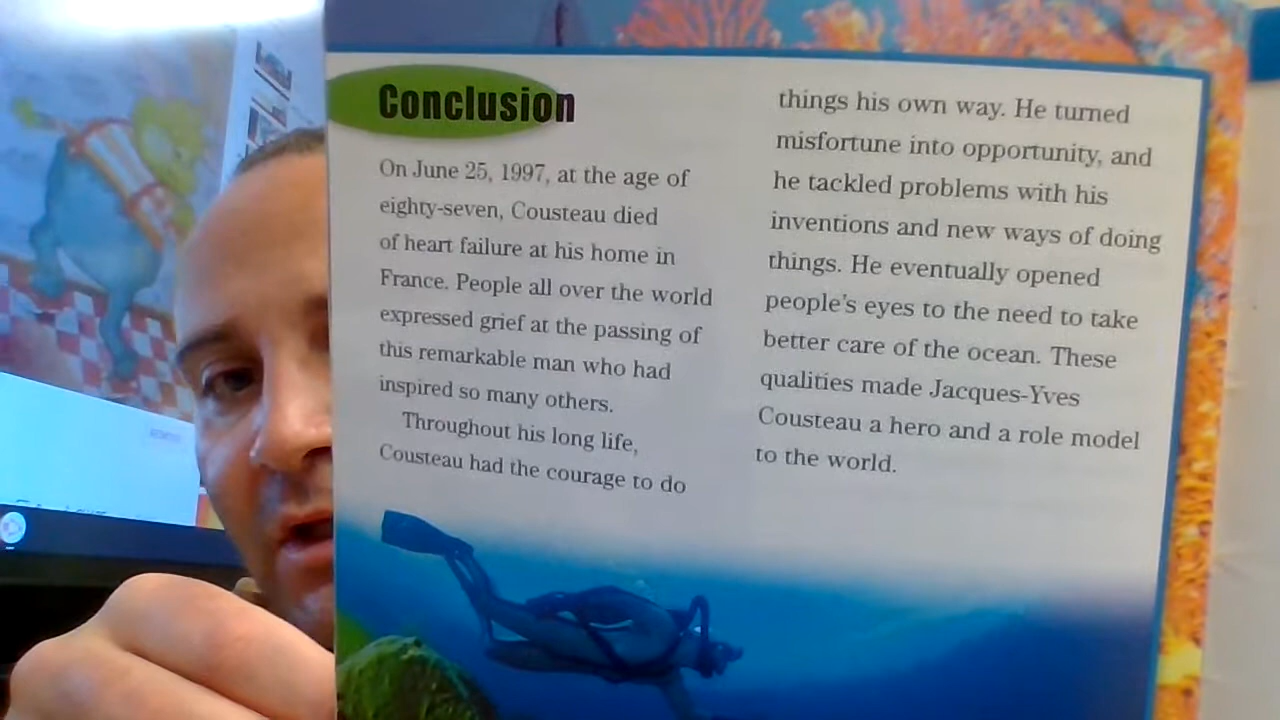 Conclusion
On June 25, 1997, at the age of
eighty-seven, Cousteau died
of heart failure at his home in
France. People all over the world
expressed grief at the passing of
this remarkable man who had
inspired so many others.
Throughout his long life,
Cousteau had the courage to do
things his own way. He turned
misfortune into opportunity, and
he tackled problems with his
inventions and new ways of doing
things. He eventually opened
people's eyes to the need to take
better care of the ocean. These
qualities made Jacques-Yves
Cousteau a hero and a role model
to the world.